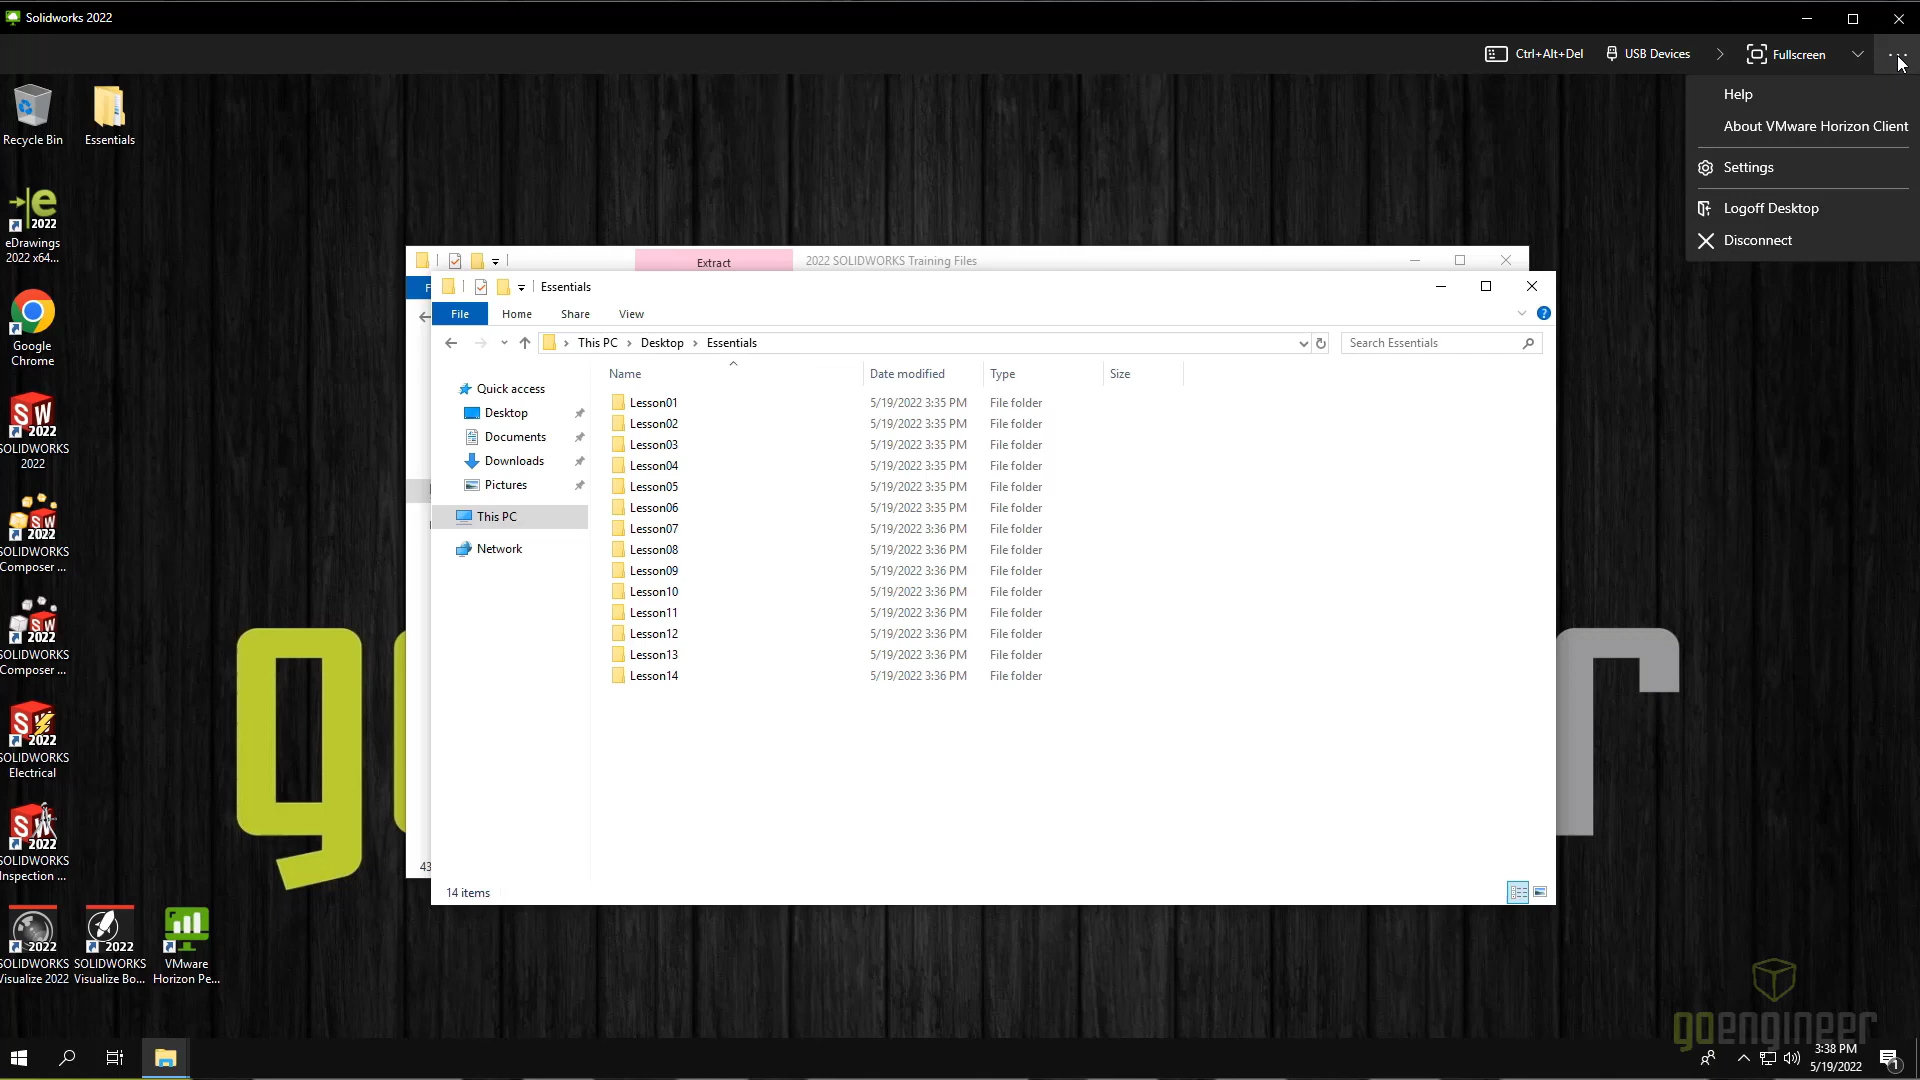 Solidworks 2022
Ctrl+Alt+Del
USB Devices
Fullscreen
Help
About VMware Horizon Client
Settings
Logoff Desktop
Disconnect
Recycle Bin
Essentials
eDrawings
2022 x64...
Google
Chrome
SOLIDWORKS
2022
SOLIDWORKS
Composer ...
SOLIDWORKS
Composer ...
SOLIDWORKS
Electrical
SOLIDWORKS
Inspection ...
SOLIDWORKS
Visualize 2022
SOLIDWORKS
Visualize Bo...
VMware
Horizon Pe...
Extract
2022 SOLIDWORKS Training Files
Essentials
File
Home
Share
View
This PC
Desktop
Essentials
Search Essentials
Name
Date modified
Type
Size
Quick access
Desktop
Documents
Downloads
Pictures
This PC
Network
Lesson01 5/19/2022 3:35 PM File folder
Lesson02 5/19/2022 3:35 PM File folder
Lesson03 5/19/2022 3:35 PM File folder
Lesson04 5/19/2022 3:35 PM File folder
Lesson05 5/19/2022 3:35 PM File folder
Lesson06 5/19/2022 3:35 PM File folder
Lesson07 5/19/2022 3:36 PM File folder
Lesson08 5/19/2022 3:36 PM File folder
Lesson09 5/19/2022 3:36 PM File folder
Lesson10 5/19/2022 3:36 PM File folder
Lesson11 5/19/2022 3:36 PM File folder
Lesson12 5/19/2022 3:36 PM File folder
Lesson13 5/19/2022 3:36 PM File folder
Lesson14 5/19/2022 3:36 PM File folder
43
14 items
goengineer
3:38 PM
5/19/2022
1